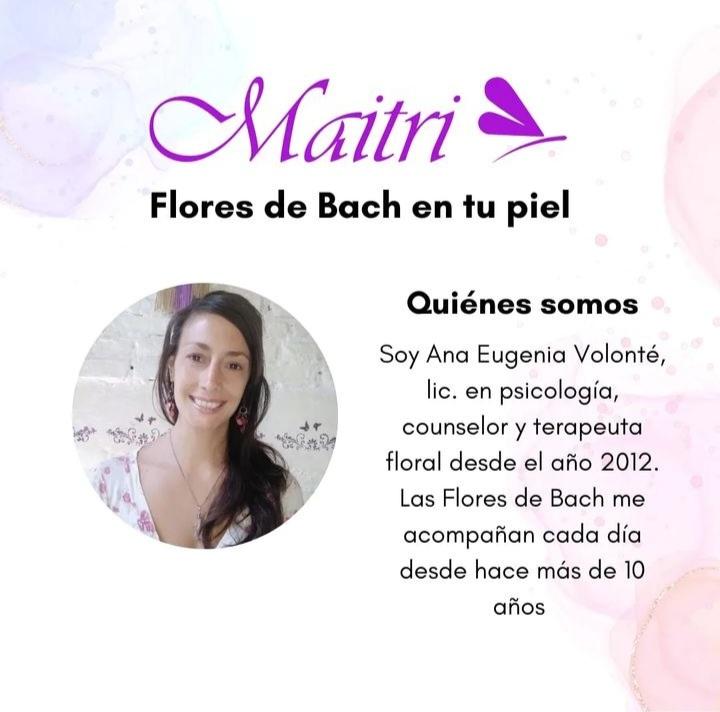 Maitri
Flores de Bach en tu piel
Quiénes somos
Soy Ana Eugenia Volonté,
lic. en psicología,
counselor y terapeuta
floral desde el año 2012.
Las Flores de Bach me
acompañan cada día
desde hace más de 10
años